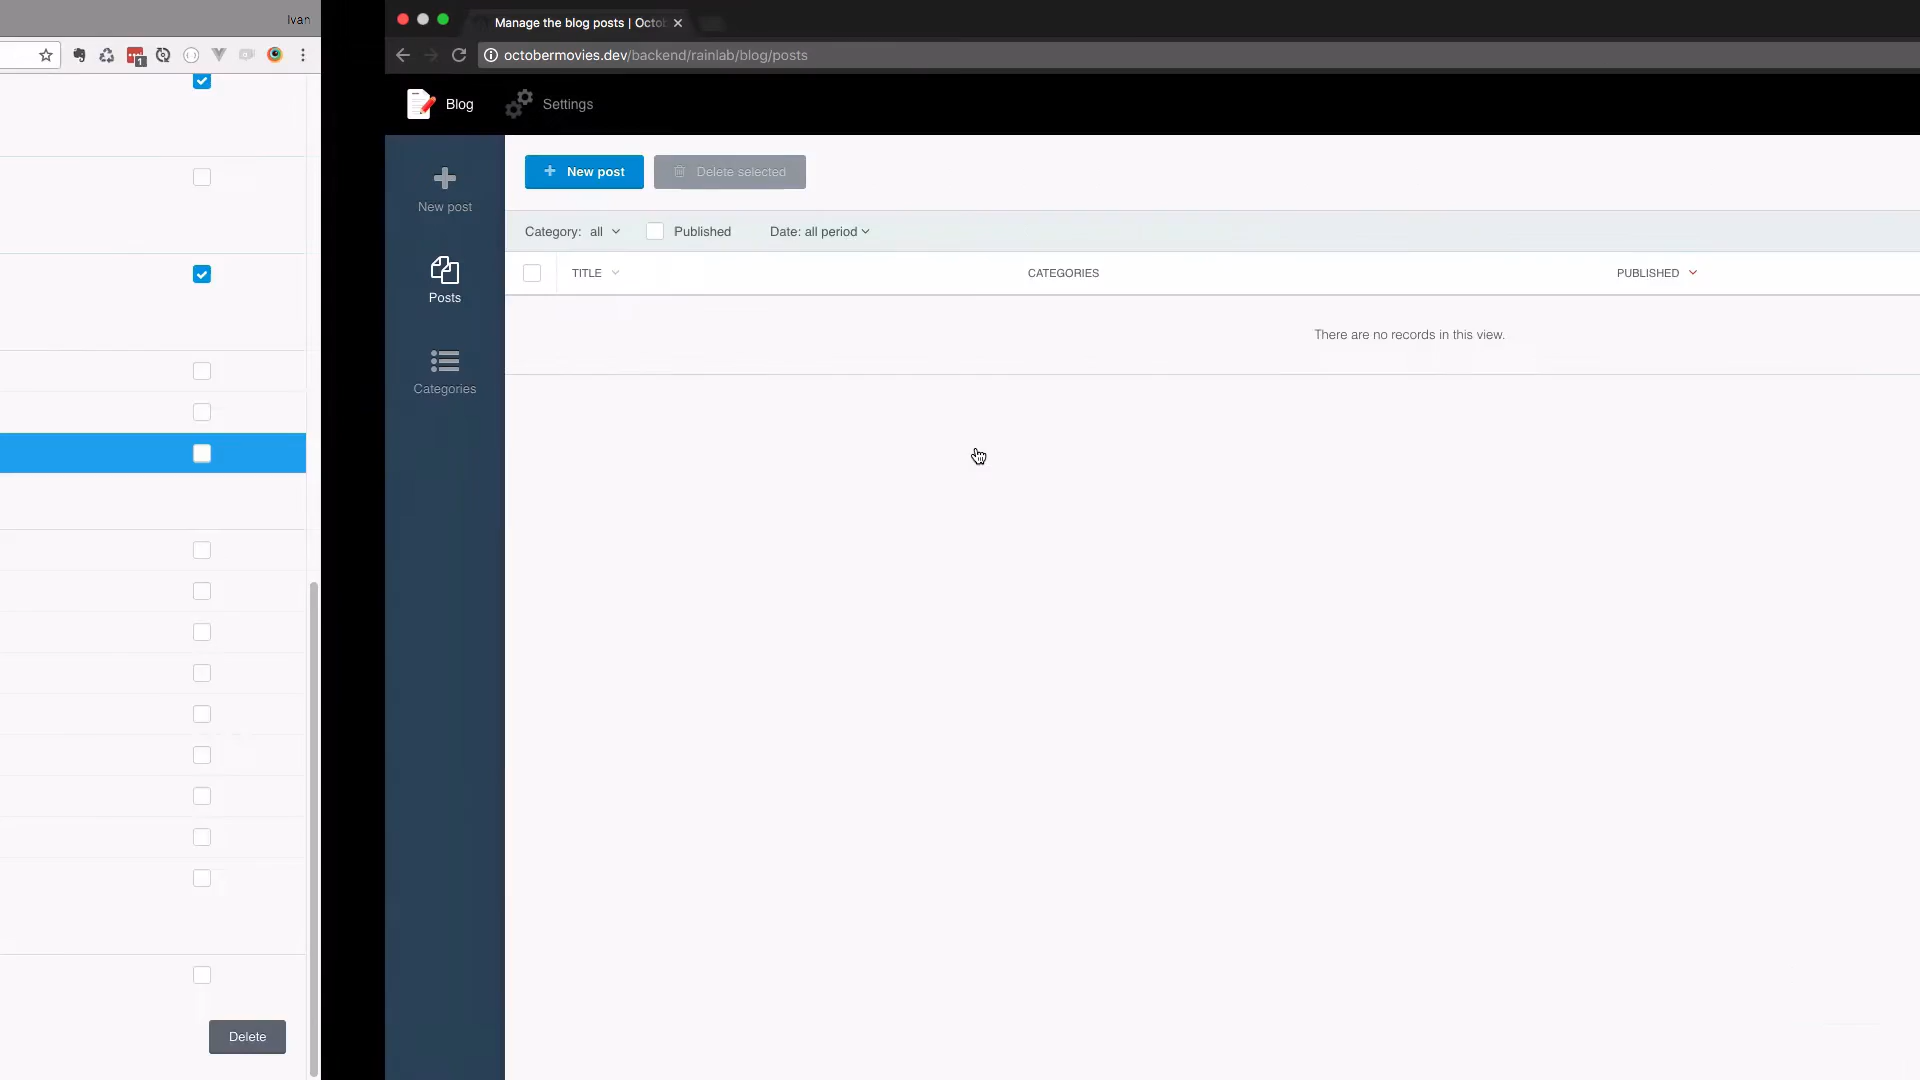 Ivan
1
Delete
Manage the blog posts | Octo
octobermovies.dev/backend/rainlab/blog/posts
Blog
Settings
New post
Posts
Categories
New post
Delete selected
Category: all
Published
Date: all period
TITLE
CATEGORIES
PUBLISHED
There are no records in this view.